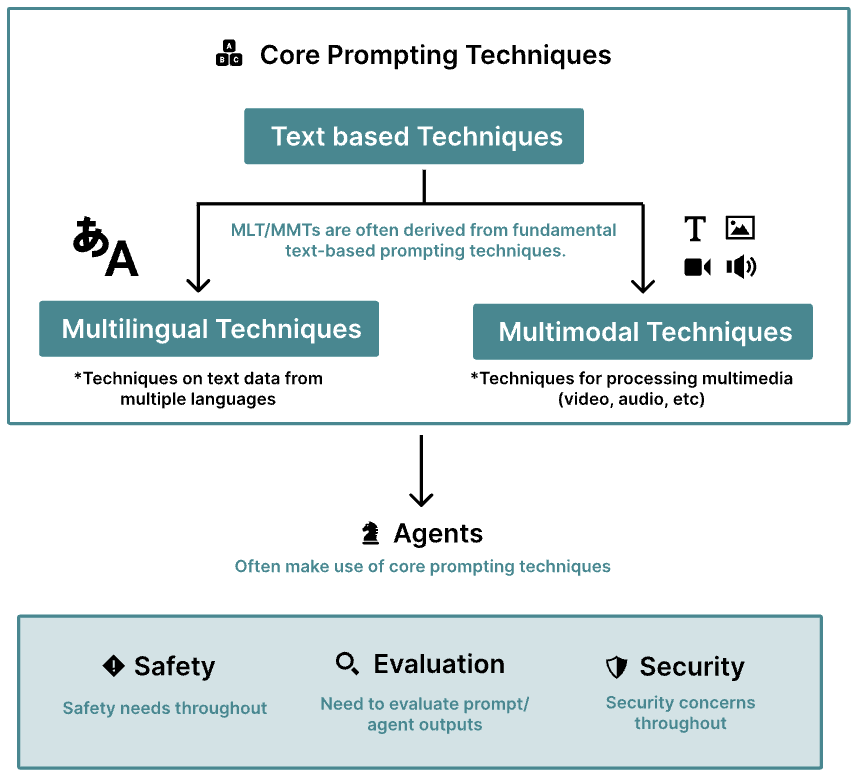 A
B C
Core Prompting Techniques
Text based Techniques
MLT/MMTs are often derived from fundamental
text-based prompting techniques.
あA
T
Multilingual Techniques
Multimodal Techniques
*Techniques on text data from
multiple languages
*Techniques for processing multimedia
(video, audio, etc)
Agents
Often make use of core prompting techniques
Safety
Safety needs throughout
Evaluation
Need to evaluate prompt/
agent outputs
Security
Security concerns
throughout